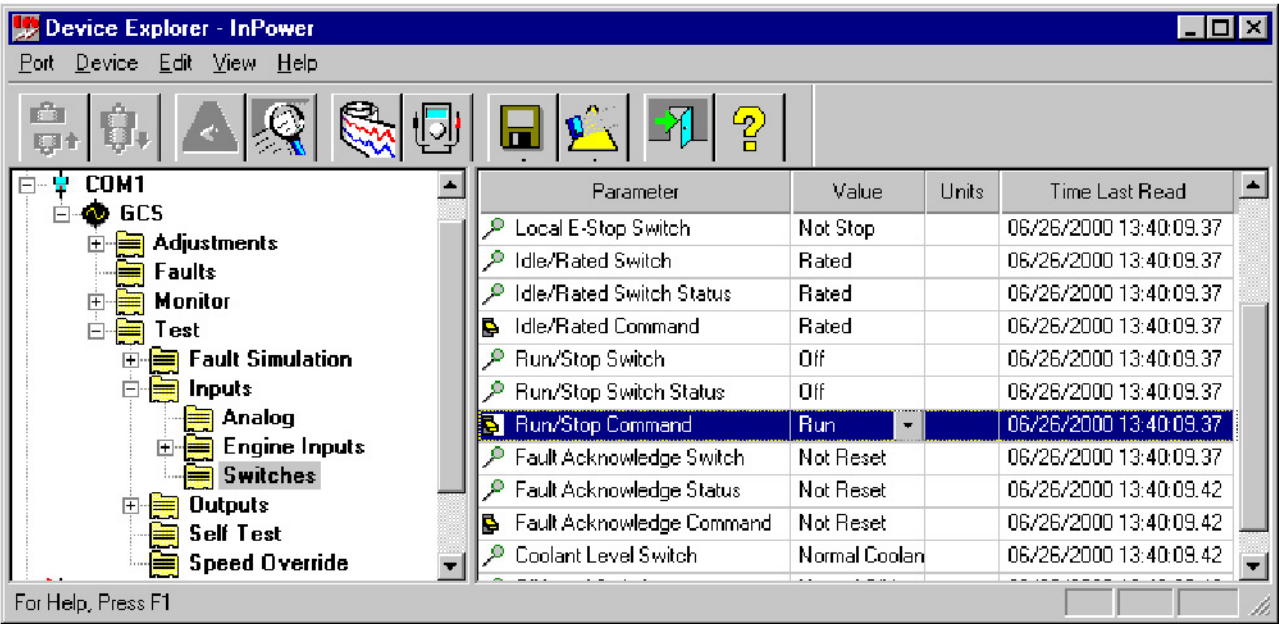 Device Explorer - InPower
Port Device Edit View Help
COM1
GCS
Adjustments
Faults
Monitor
Test
Fault Simulation
Inputs
Analog
Engine Inputs
Switches
Outputs
Self Test
Speed Override
Parameter Value Units Time Last Read
Local E-Stop Switch Not Stop 06/26/2000 13:40:09.37
Idle/Rated Switch Rated 06/26/2000 13:40:09.37
Idle/Rated Switch Status Rated 06/26/2000 13:40:09.37
Idle/Rated Command Rated 06/26/2000 13:40:09.37
Run/Stop Switch Off 06/26/2000 13:40:09.37
Run/Stop Switch Status Off 06/26/2000 13:40:09.37
Run/Stop Command Run 06/26/2000 13:40:09.37
Fault Acknowledge Switch Not Reset 06/26/2000 13:40:09.37
Fault Acknowledge Status Not Reset 06/26/2000 13:40:09.42
Fault Acknowledge Command Not Reset 06/26/2000 13:40:09.42
Coolant Level Switch Normal Coolan 06/26/2000 13:40:09.42
For Help, Press F1